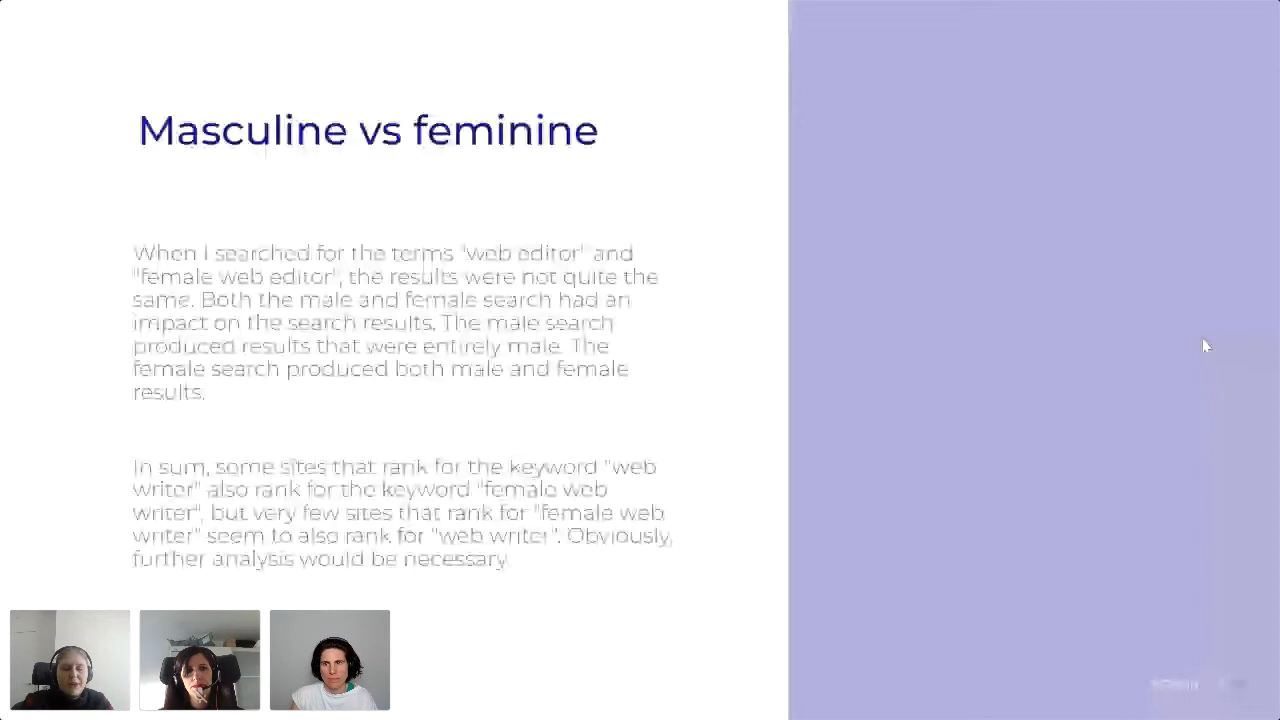 Masculine vs feminine
When I searched for the terms "web editor" and
"female web editor", the results were not quite the
same. Both the male and female search had an
impact on the search results. The male search
produced results that were entirely male. The
female search produced both male and female
results.
In sum, some sites that rank for the keyword "web
writer" also rank for the keyword "female web
writer", but very few sites that rank for "female web
writer" seem to also rank for "web writer". Obviously,
further analysis would be necessary.